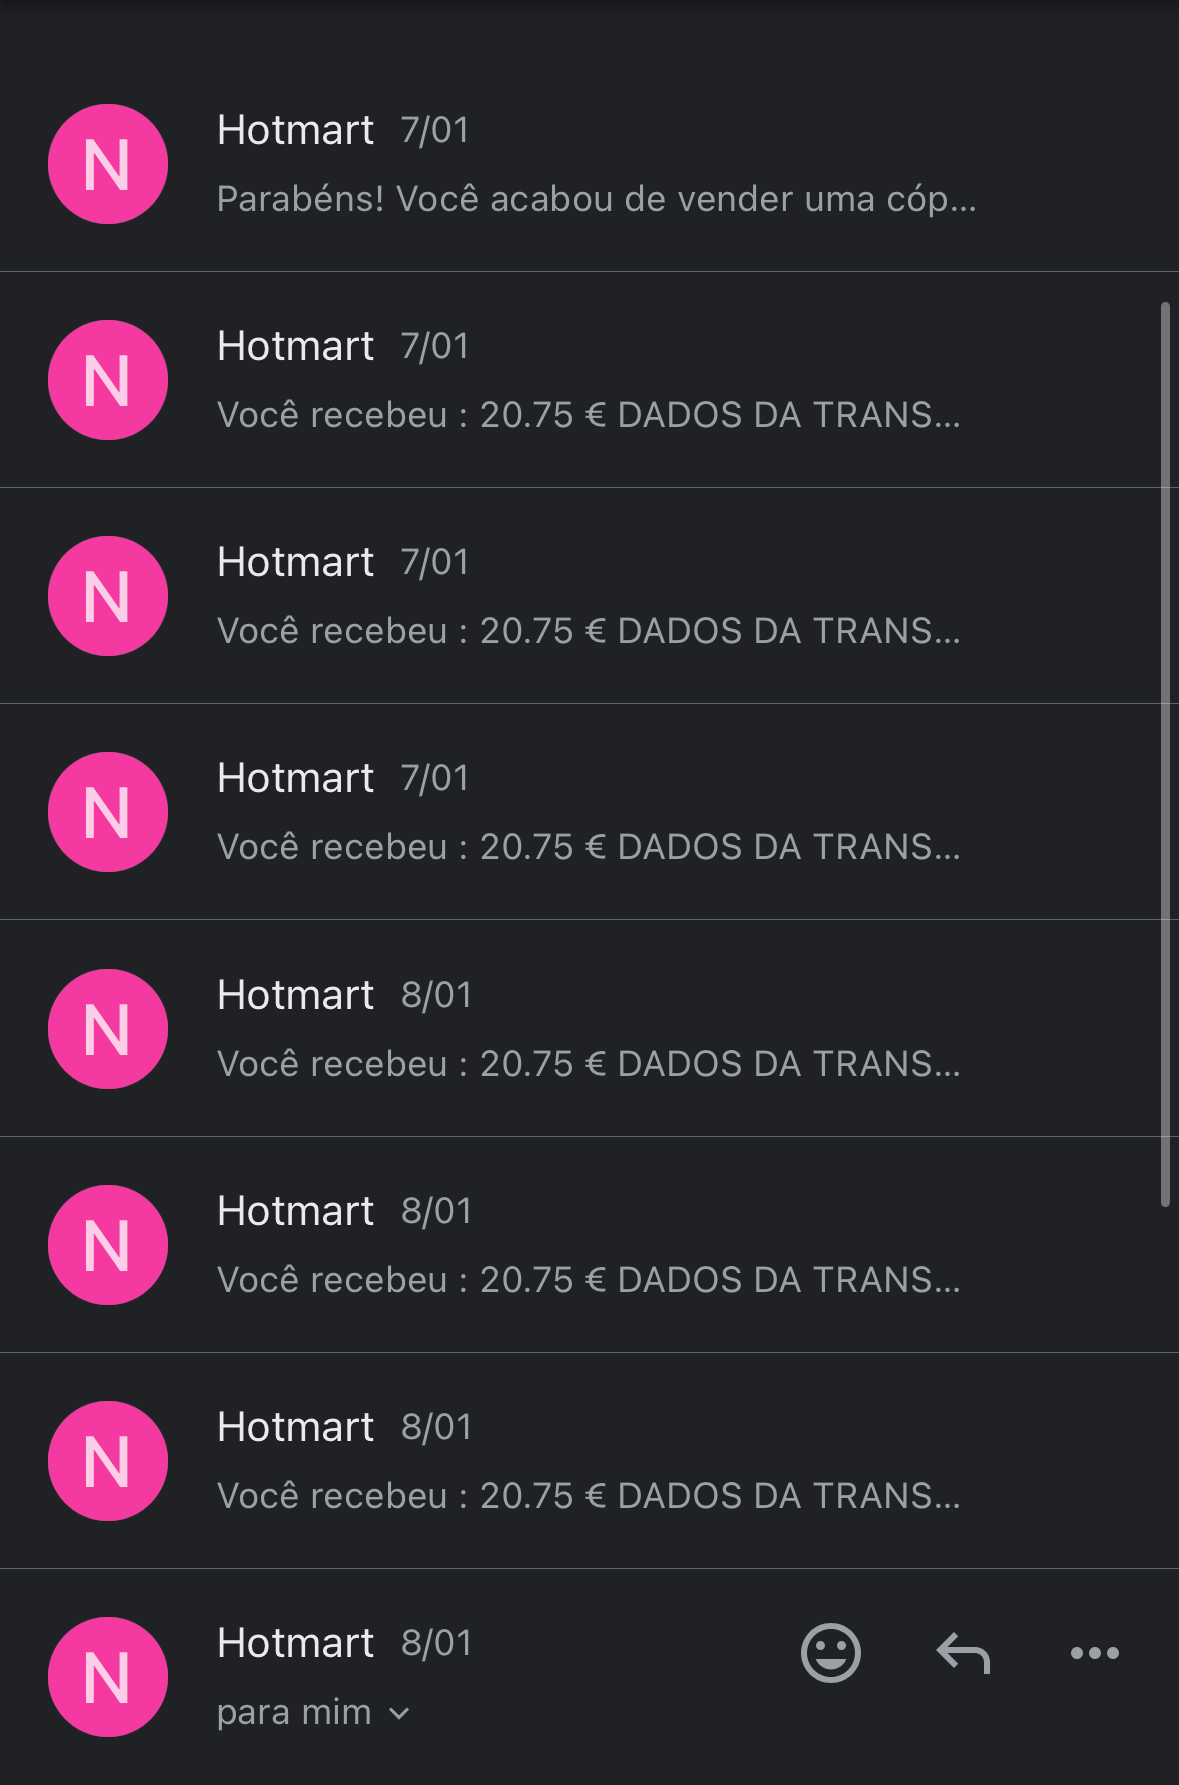 N
Hotmart 7/01
Parabéns! Você acabou de vender uma cóp...
N
Hotmart 7/01
Você recebeu : 20.75 € DADOS DA TRANS...
N
Hotmart 7/01
Você recebeu : 20.75 € DADOS DA TRANS...
N
Hotmart 7/01
Você recebeu : 20.75 € DADOS DA TRANS...
N
Hotmart 8/01
Você recebeu : 20.75 € DADOS DA TRANS...
N
Hotmart 8/01
Você recebeu : 20.75 € DADOS DA TRANS...
N
Hotmart 8/01
Você recebeu : 20.75 € DADOS DA TRANS...
N
Hotmart 8/01
para mim